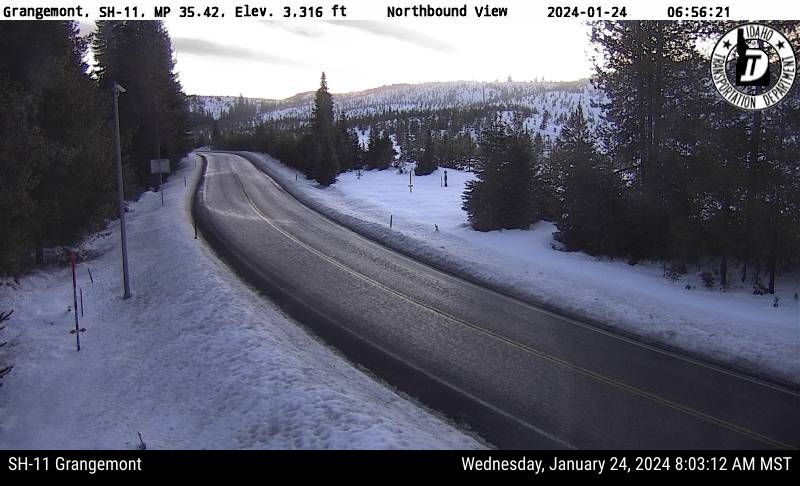 Grangemont, SH-11, MP 35.42, Elev. 3,316 ft Northbound View 2024-01-24 06:56:21
IDAHO
TRANSPORTATION DEPARTMENT
SH-11 Grangemont Wednesday, January 24, 2024 8:03:12 AM MST